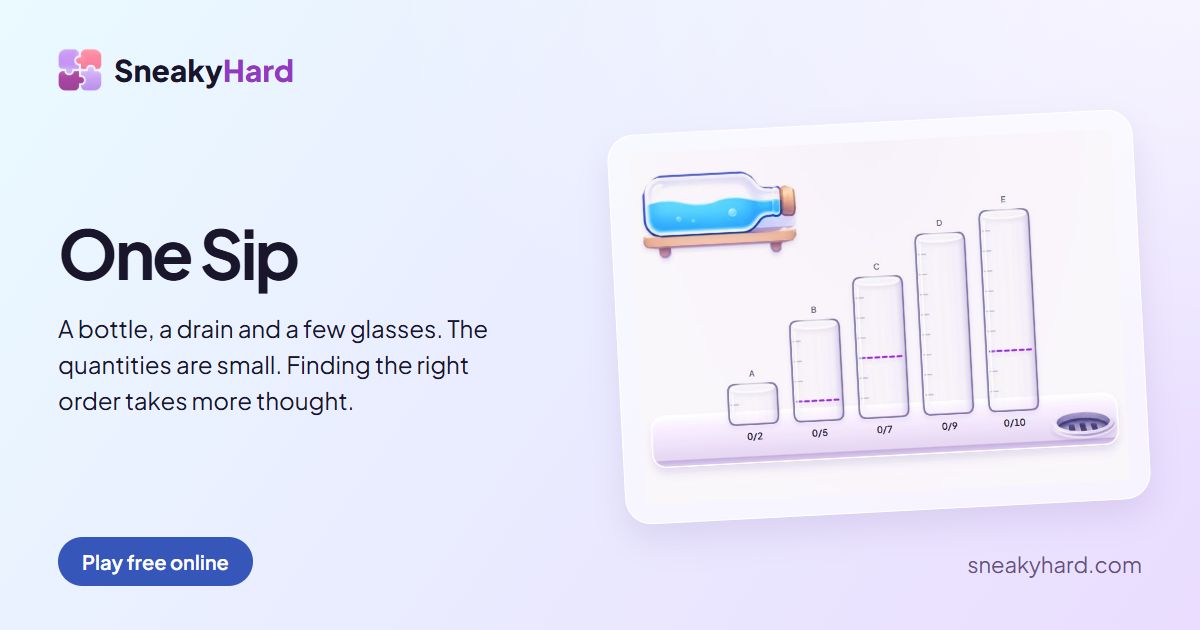 SneakyHard
One Sip
A bottle, a drain and a few glasses. The
quantities are small. Finding the right
order takes more thought.
A
B
C
D
E
0/2
0/5
0/7
0/9
0/10
Play free online
sneakyhard.com